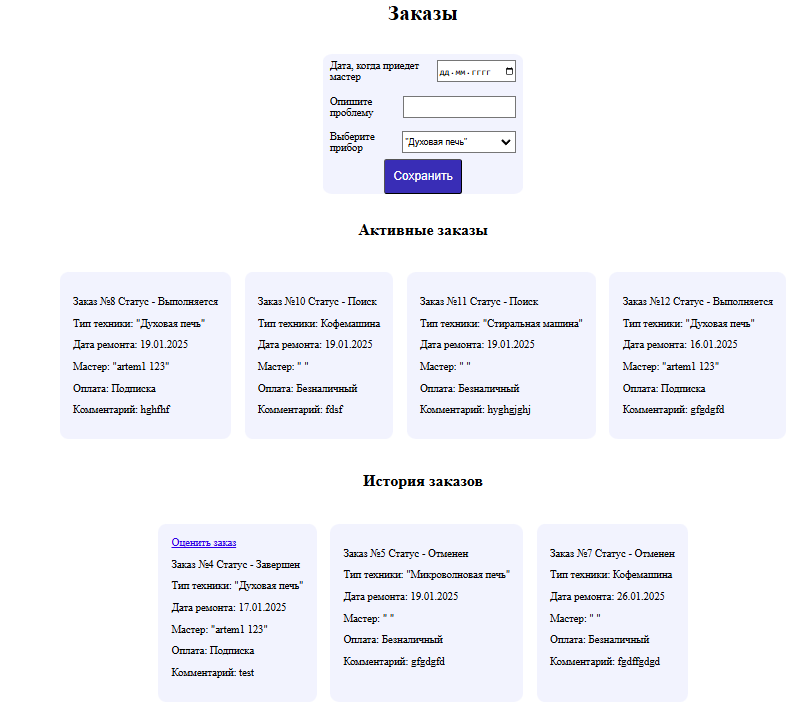 Заказы
Дата, когда приедет
мастер
дд.мм.гггг
Опишите
проблему
Выберите
прибор
"Духовая печь"
Сохранить
Активные заказы
Заказ №8 Статус - Выполняется
Тип техники: "Духовая печь"
Дата ремонта: 19.01.2025
Мастер: "artem1 123"
Оплата: Подписка
Комментарий: hghfhf
Заказ №10 Статус - Поиск
Тип техники: Кофемашина
Дата ремонта: 19.01.2025
Мастер: " "
Оплата: Безналичный
Комментарий: fdsf
Заказ №11 Статус - Поиск
Тип техники: "Стиральная машина"
Дата ремонта: 19.01.2025
Мастер: " "
Оплата: Безналичный
Комментарий: hyghgjghj
Заказ №12 Статус - Выполняется
Тип техники: "Духовая печь"
Дата ремонта: 16.01.2025
Мастер: "artem1 123"
Оплата: Подписка
Комментарий: gfgdgfd
История заказов
Оценить заказ
Заказ №4 Статус - Завершен
Тип техники: "Духовая печь"
Дата ремонта: 17.01.2025
Мастер: "artem1 123"
Оплата: Подписка
Комментарий: test
Заказ №5 Статус - Отменен
Тип техники: "Микроволновая печь"
Дата ремонта: 19.01.2025
Мастер: " "
Оплата: Безналичный
Комментарий: gfgdgfd
Заказ №7 Статус - Отменен
Тип техники: Кофемашина
Дата ремонта: 26.01.2025
Мастер: " "
Оплата: Безналичный
Комментарий: fgdffgdgd